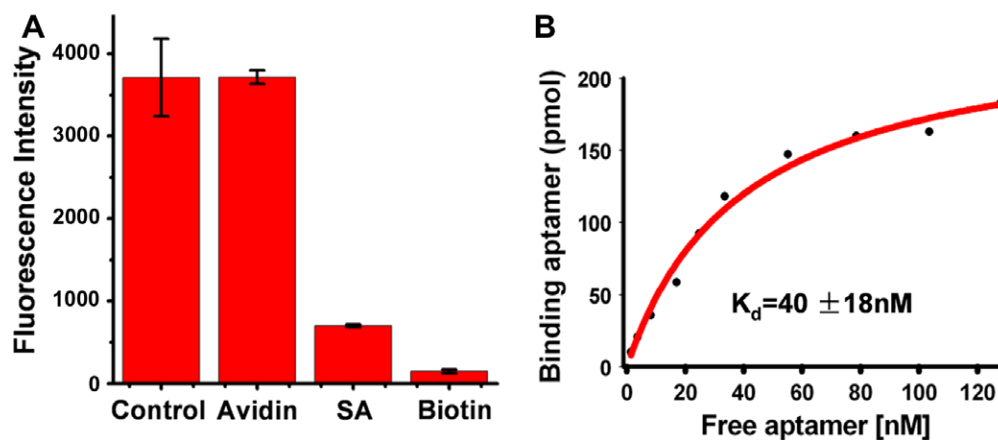 A
Fluorescence Intensity
4000
3000
2000
1000
0
Control Avidin SA Biotin
B
Binding aptamer (pmol)
200
150
100
50
0
K_d=40 ±18nM
0 20 40 60 80 100 120
Free aptamer [nM]